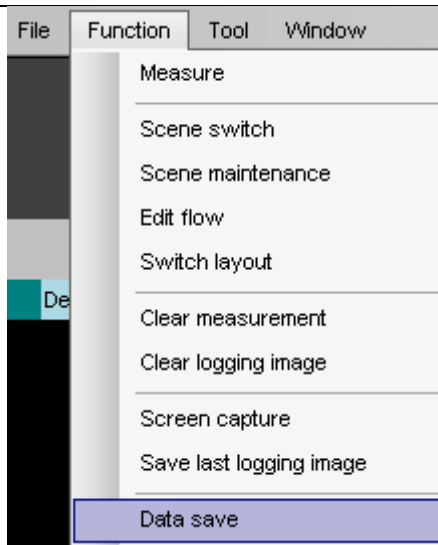 File Function Tool Window
Measure
Scene switch
Scene maintenance
Edit flow
Switch layout
De
Clear measurement
Clear logging image
Screen capture
Save last logging image
Data save